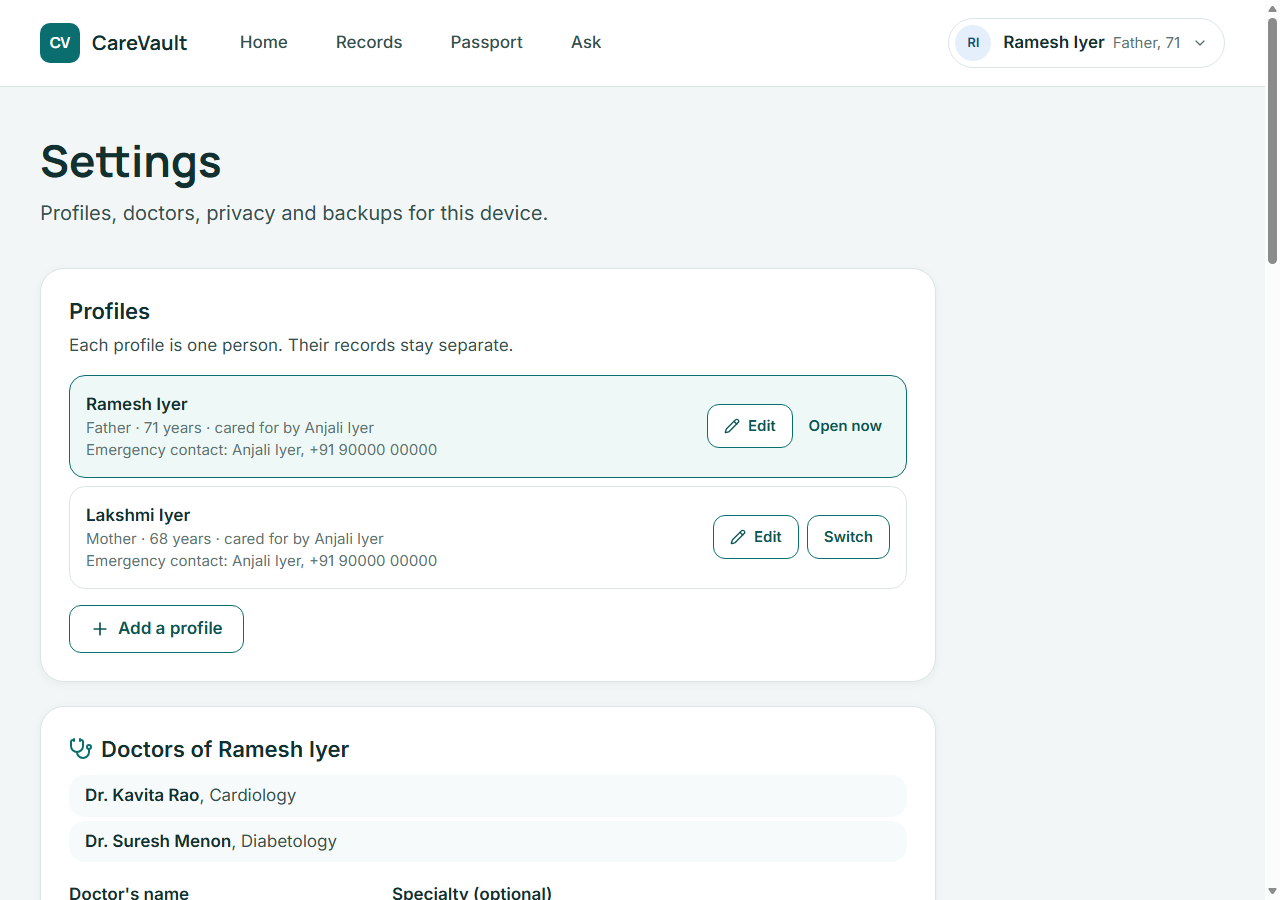 CV CareVault Home Records Passport Ask RI Ramesh Iyer Father, 71
Settings
Profiles, doctors, privacy and backups for this device.
Profiles
Each profile is one person. Their records stay separate.
Ramesh Iyer
Father · 71 years · cared for by Anjali Iyer
Emergency contact: Anjali Iyer, +91 90000 00000
Edit Open now
Lakshmi Iyer
Mother · 68 years · cared for by Anjali Iyer
Emergency contact: Anjali Iyer, +91 90000 00000
Edit Switch
Add a profile
Doctors of Ramesh Iyer
Dr. Kavita Rao, Cardiology
Dr. Suresh Menon, Diabetology
Doctor's name Specialty (optional)